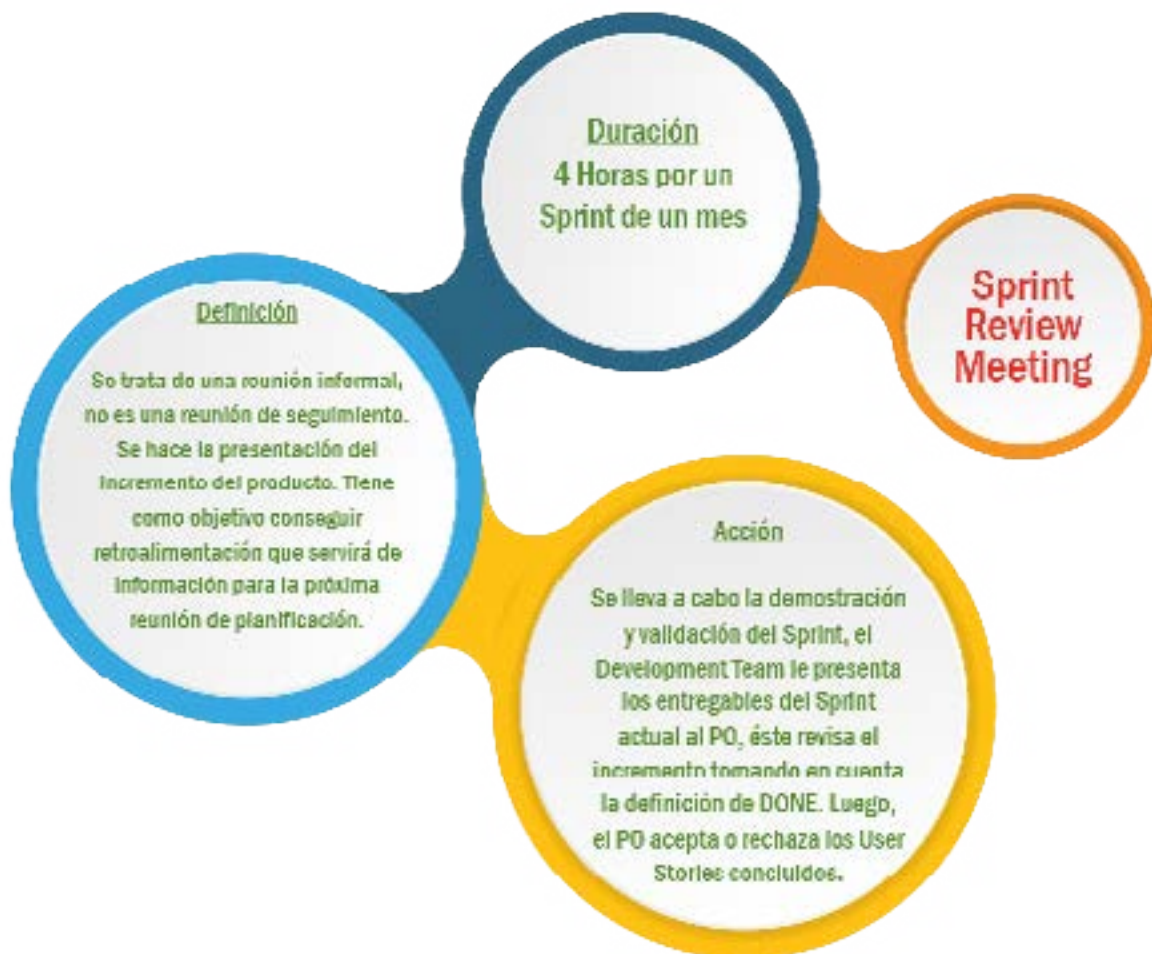 Duración
4 Horas por un
Sprint de un mes
Sprint
Review
Meeting
Definición
Se trata de una reunión informal,
no es una reunión de seguimiento.
Se hace la presentación del
incremento del producto. Tiene
como objetivo conseguir
retroalimentación que servirá de
información para la próxima
reunión de planificación.
Acción
Se lleva a cabo la demostración
y validación del Sprint, el
Development Team le presenta
los entregables del Sprint
actual al PO, éste revisa el
incremento tomando en cuenta
la definición de DONE. Luego,
el PO acepta o rechaza los User
Stories concluidos.